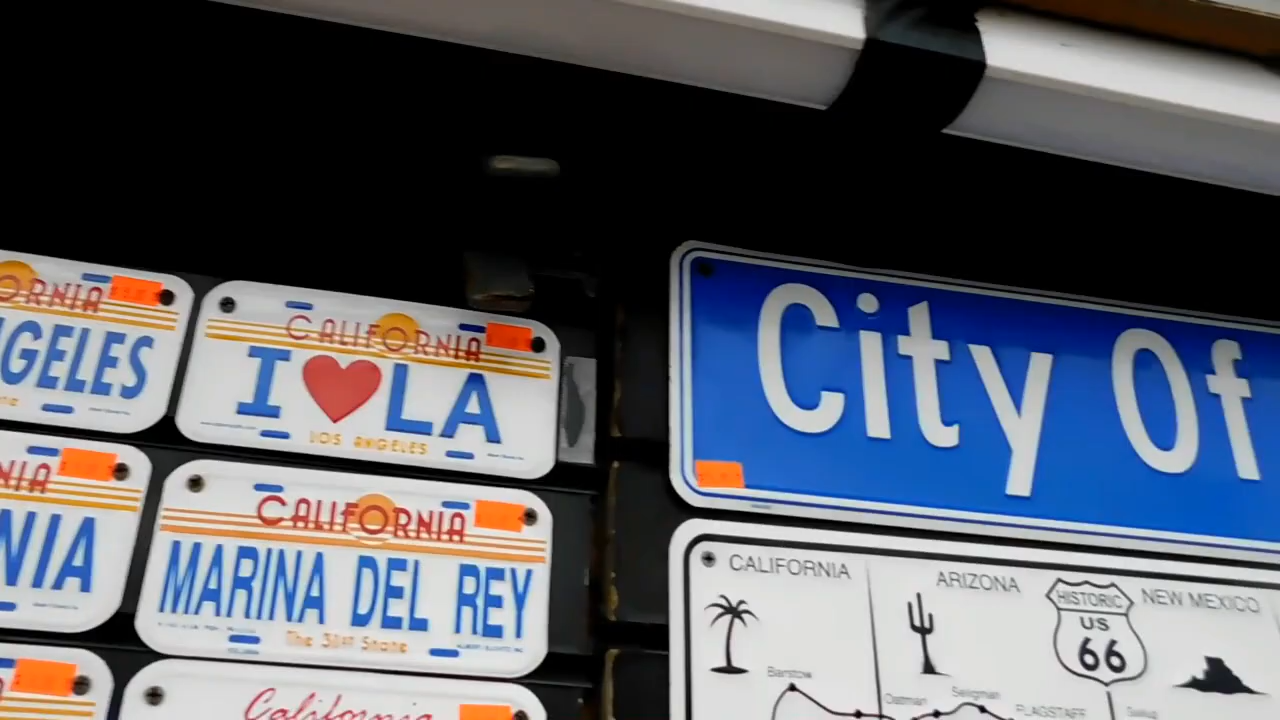 ORNIA
GELES
CALIFORNIA
I ❤ LA
LOS ANGELES
NIA
NIA
CALIFORNIA
MARINA DEL REY
The 31st State
California
City Of
CALIFORNIA
ARIZONA
HISTORIC
US
66
NEW MEXICO
Barstow
Oatman
Seligman
FLAGSTAFF